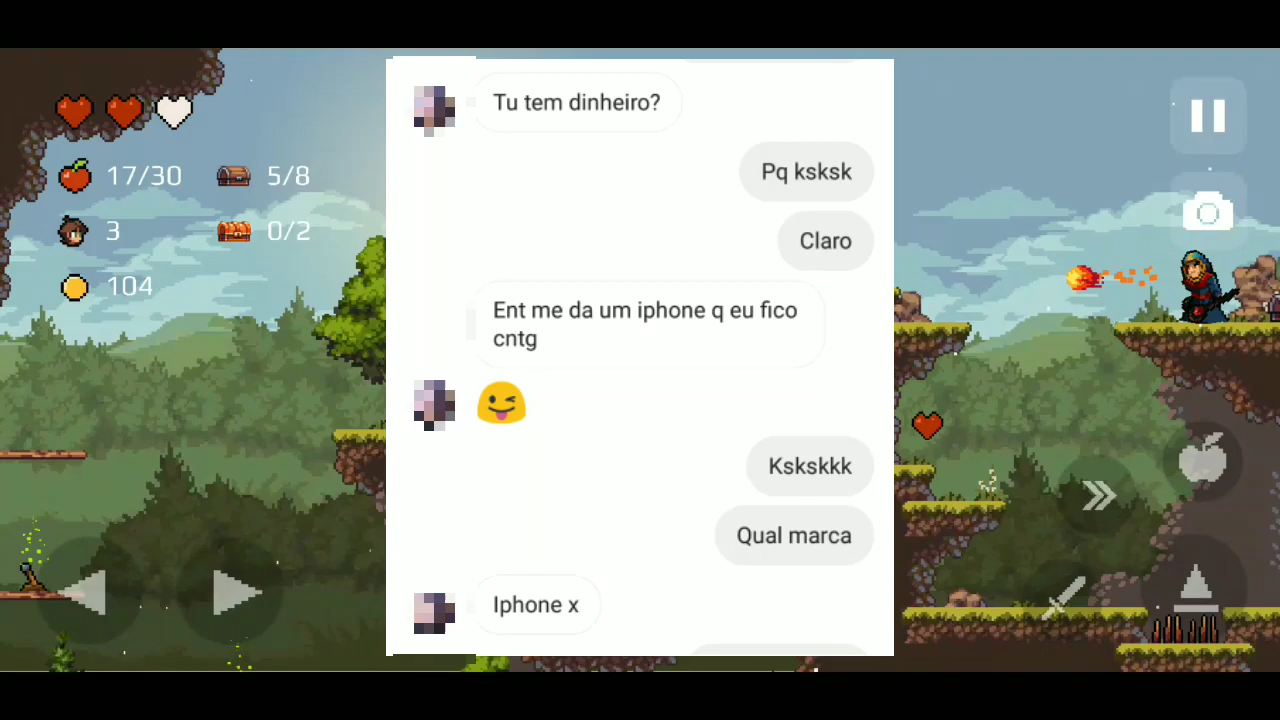 17/30
5/8
3
0/2
104
Tu tem dinheiro?
Pq ksksk
Claro
Ent me da um iphone q eu fico
cntg
Kskskkk
Qual marca
Iphone x